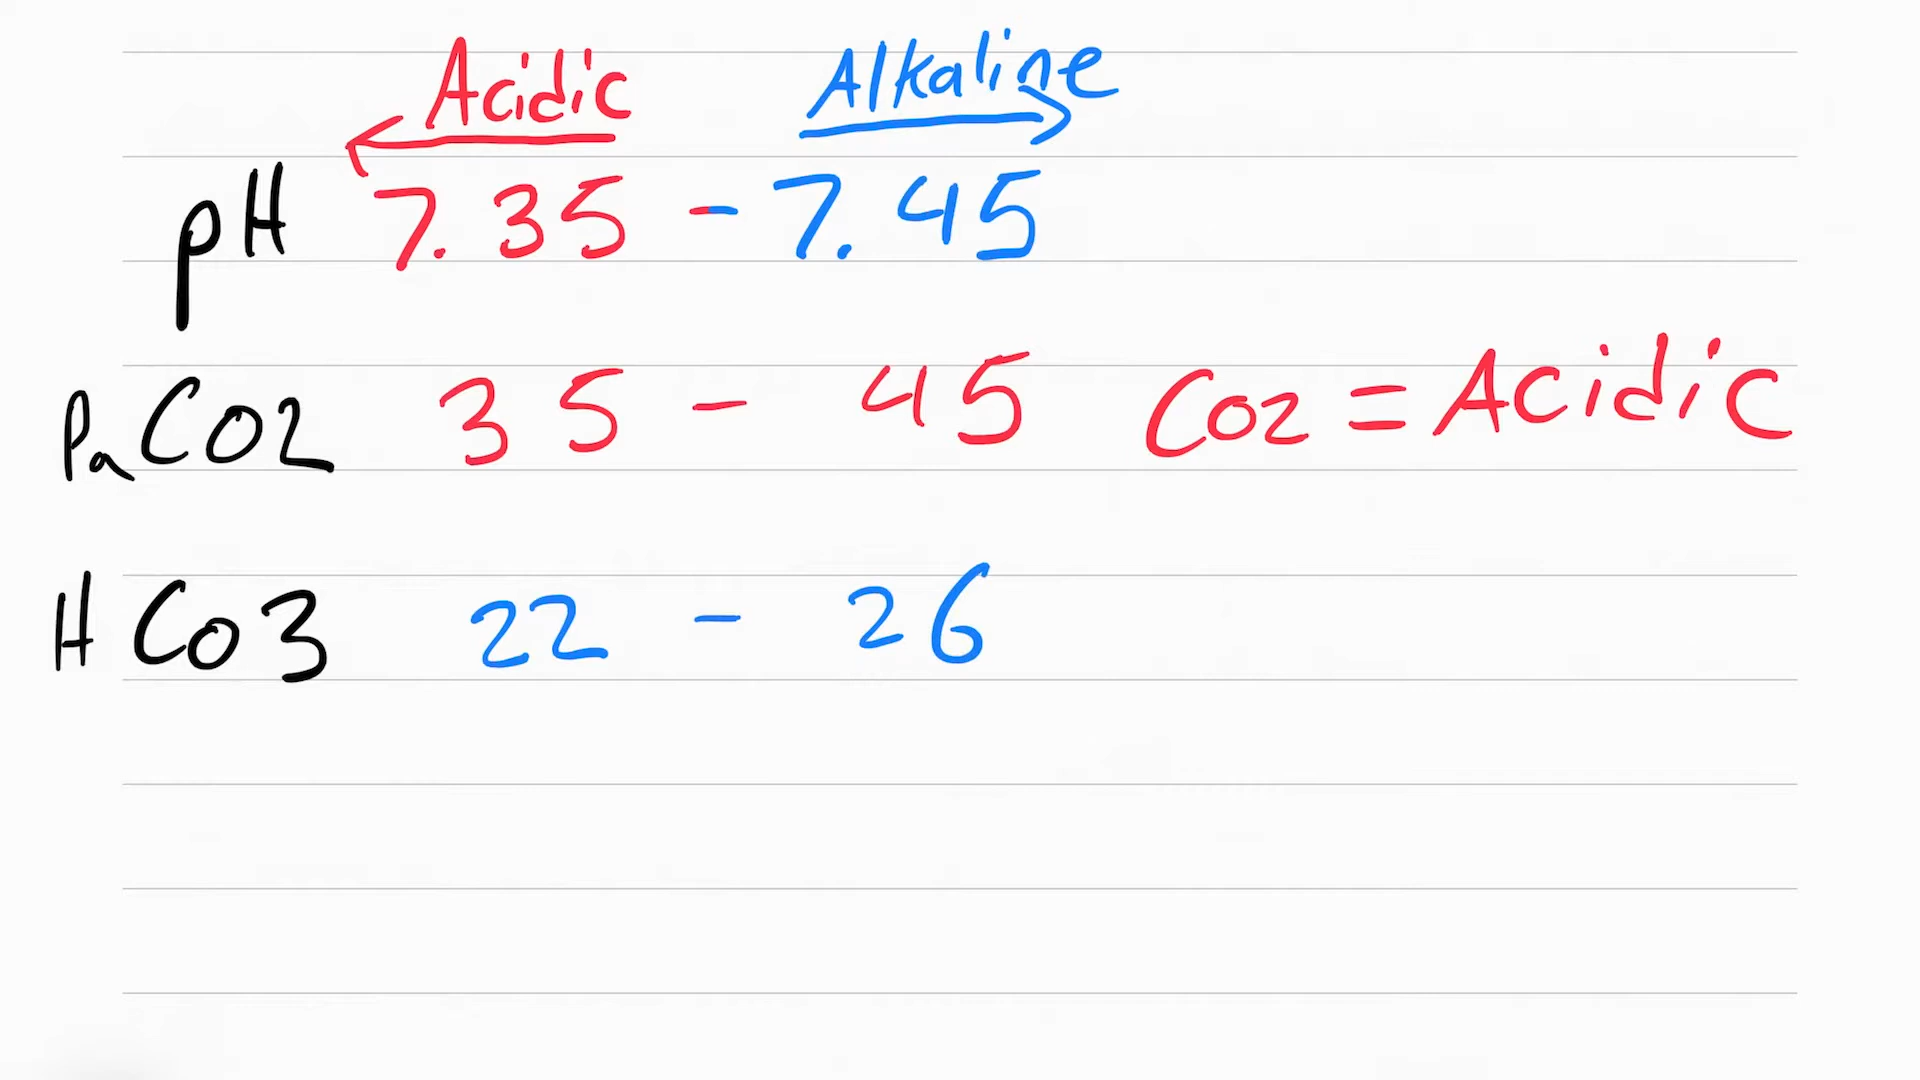 Acidic Alkaline
pH 7.35 - 7.45
PaCO2 35 - 45 CO2 = Acidic
HCO3 22 - 26